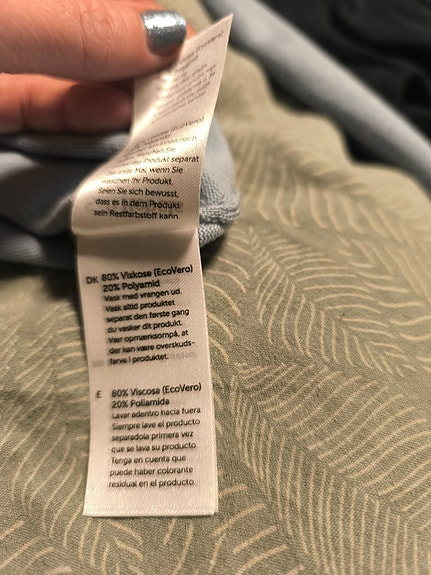 (EcoVero)
Produkt separat
erste Mal, wenn Sie
waschen Ihr Produkt.
Seien Sie sich bewusst,
dass es in dem Produkt
sein Restfarbstoff kann.
DK 80% Viskose (EcoVero)
20% Polyamid
Vask med vrangen ud.
Vask altid produktet
separat den første gang
du vasker dit produkt.
Vær opmærksompå, at
der kan være overskuds-
farve i produktet.
E 80% Viscosa (EcoVero)
20% Poliamida
Lavar adentro hacia fuera
Siempre lave el producto
separadoia primera vez
que se lava su producto.
Tenga en cuenta que
puede haber colorante
residual en el producto.